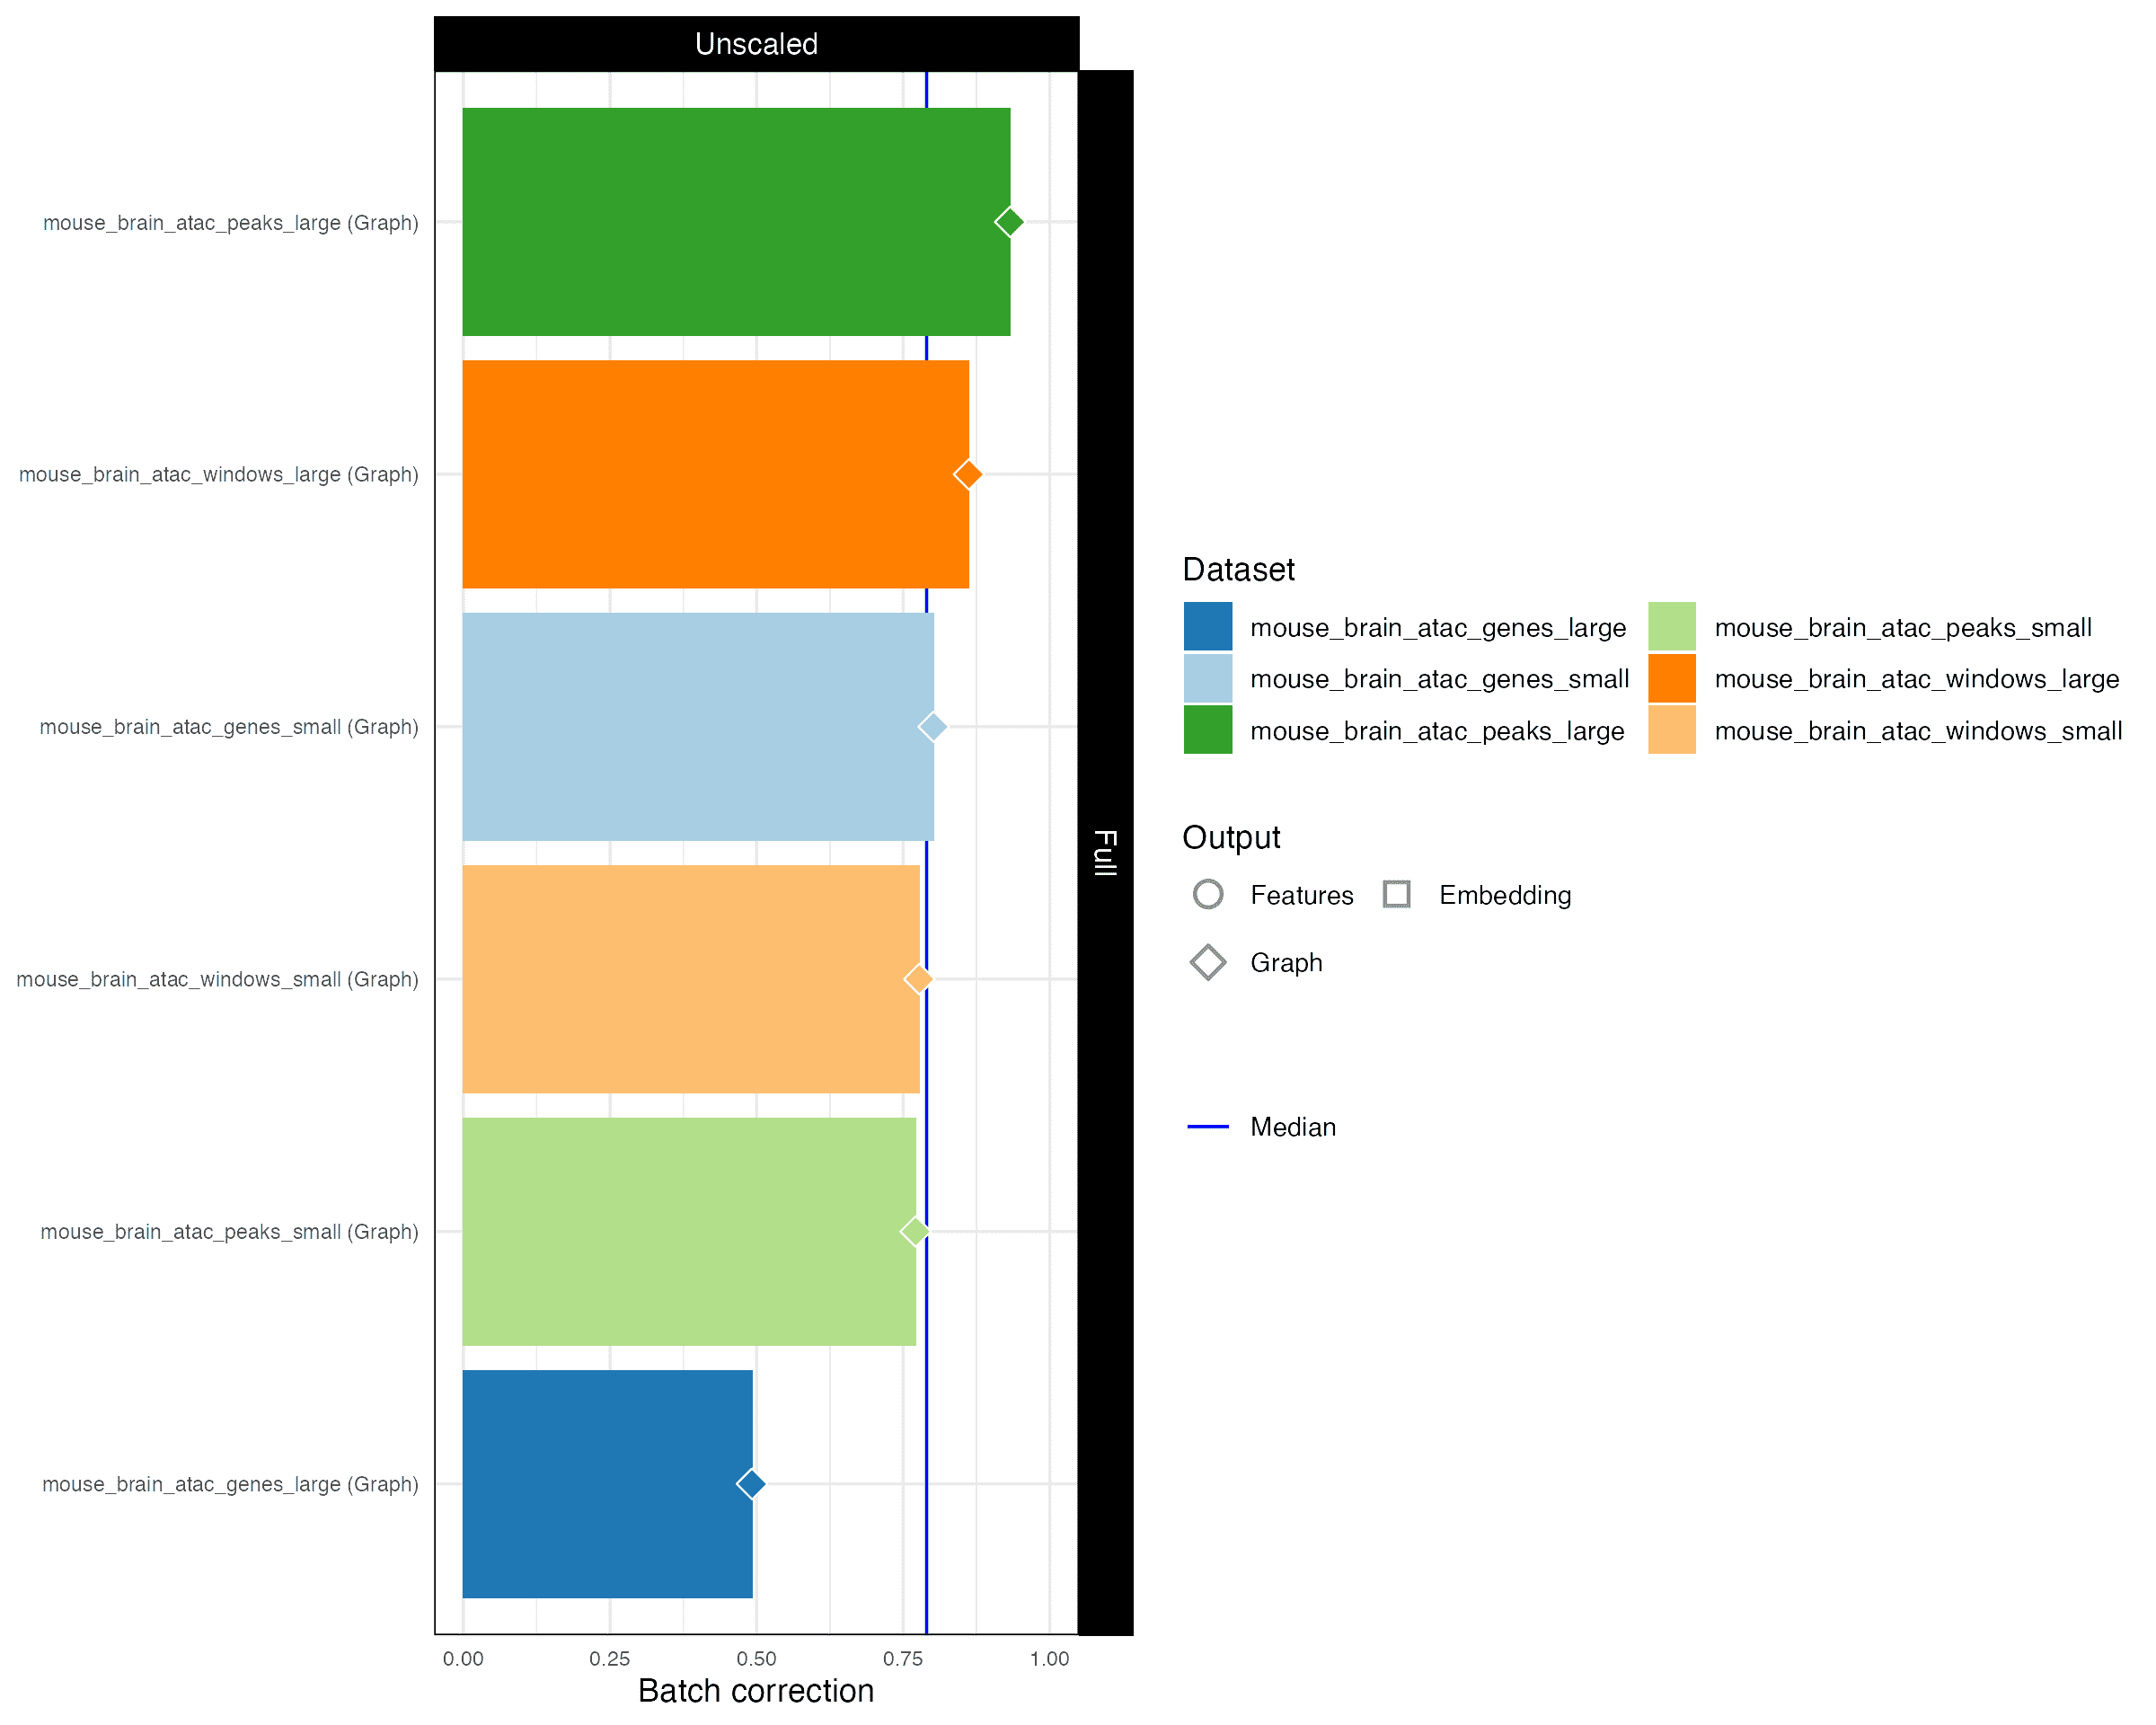 Unscaled
mouse_brain_atac_peaks_large (Graph)
mouse_brain_atac_windows_large (Graph)
mouse_brain_atac_genes_small (Graph)
mouse_brain_atac_windows_small (Graph)
mouse_brain_atac_peaks_small (Graph)
mouse_brain_atac_genes_large (Graph)
0.00 0.25 0.50 0.75 1.00
Batch correction
Full
Dataset
mouse_brain_atac_genes_large mouse_brain_atac_peaks_small
mouse_brain_atac_genes_small mouse_brain_atac_windows_large
mouse_brain_atac_peaks_large mouse_brain_atac_windows_small
Output
Features Embedding
Graph
Median